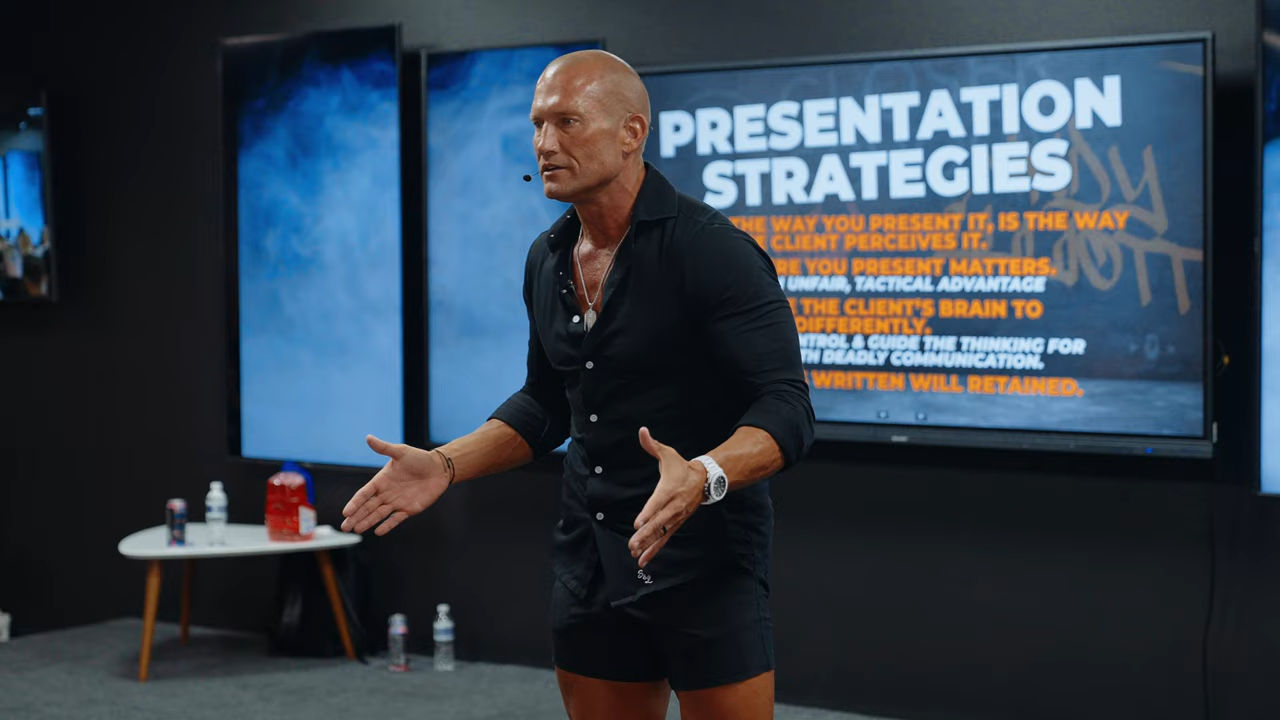 PRESENTATION
STRATEGIES
THE WAY YOU PRESENT IT, IS THE WAY
CLIENT PERCEIVES IT.
YOU PRESENT MATTERS.
UNFAIR, TACTICAL ADVANTAGE
THE CLIENT'S BRAIN TO
DIFFERENTLY.
& GUIDE THE THINKING FOR
DEADLY COMMUNICATION.
WRITTEN WILL RETAINED.